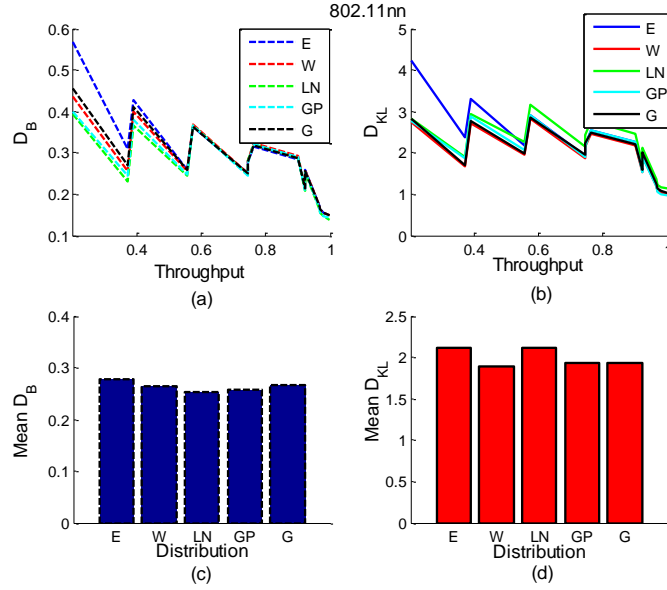 802.11nn
0.6
0.5
0.4
0.3
0.2
0.1
D_B
E
W
LN
GP
G
0.4 0.6 0.8 1
Throughput
(a)
5
4
3
2
1
0
D_KL
E
W
LN
GP
G
0.4 0.6 0.8 1
Throughput
(b)
0.4
0.3
0.2
0.1
0
Mean D_B
E W LN GP G
Distribution
(c)
2.5
2
1.5
1
0.5
0
Mean D_KL
E W LN GP G
Distribution
(d)